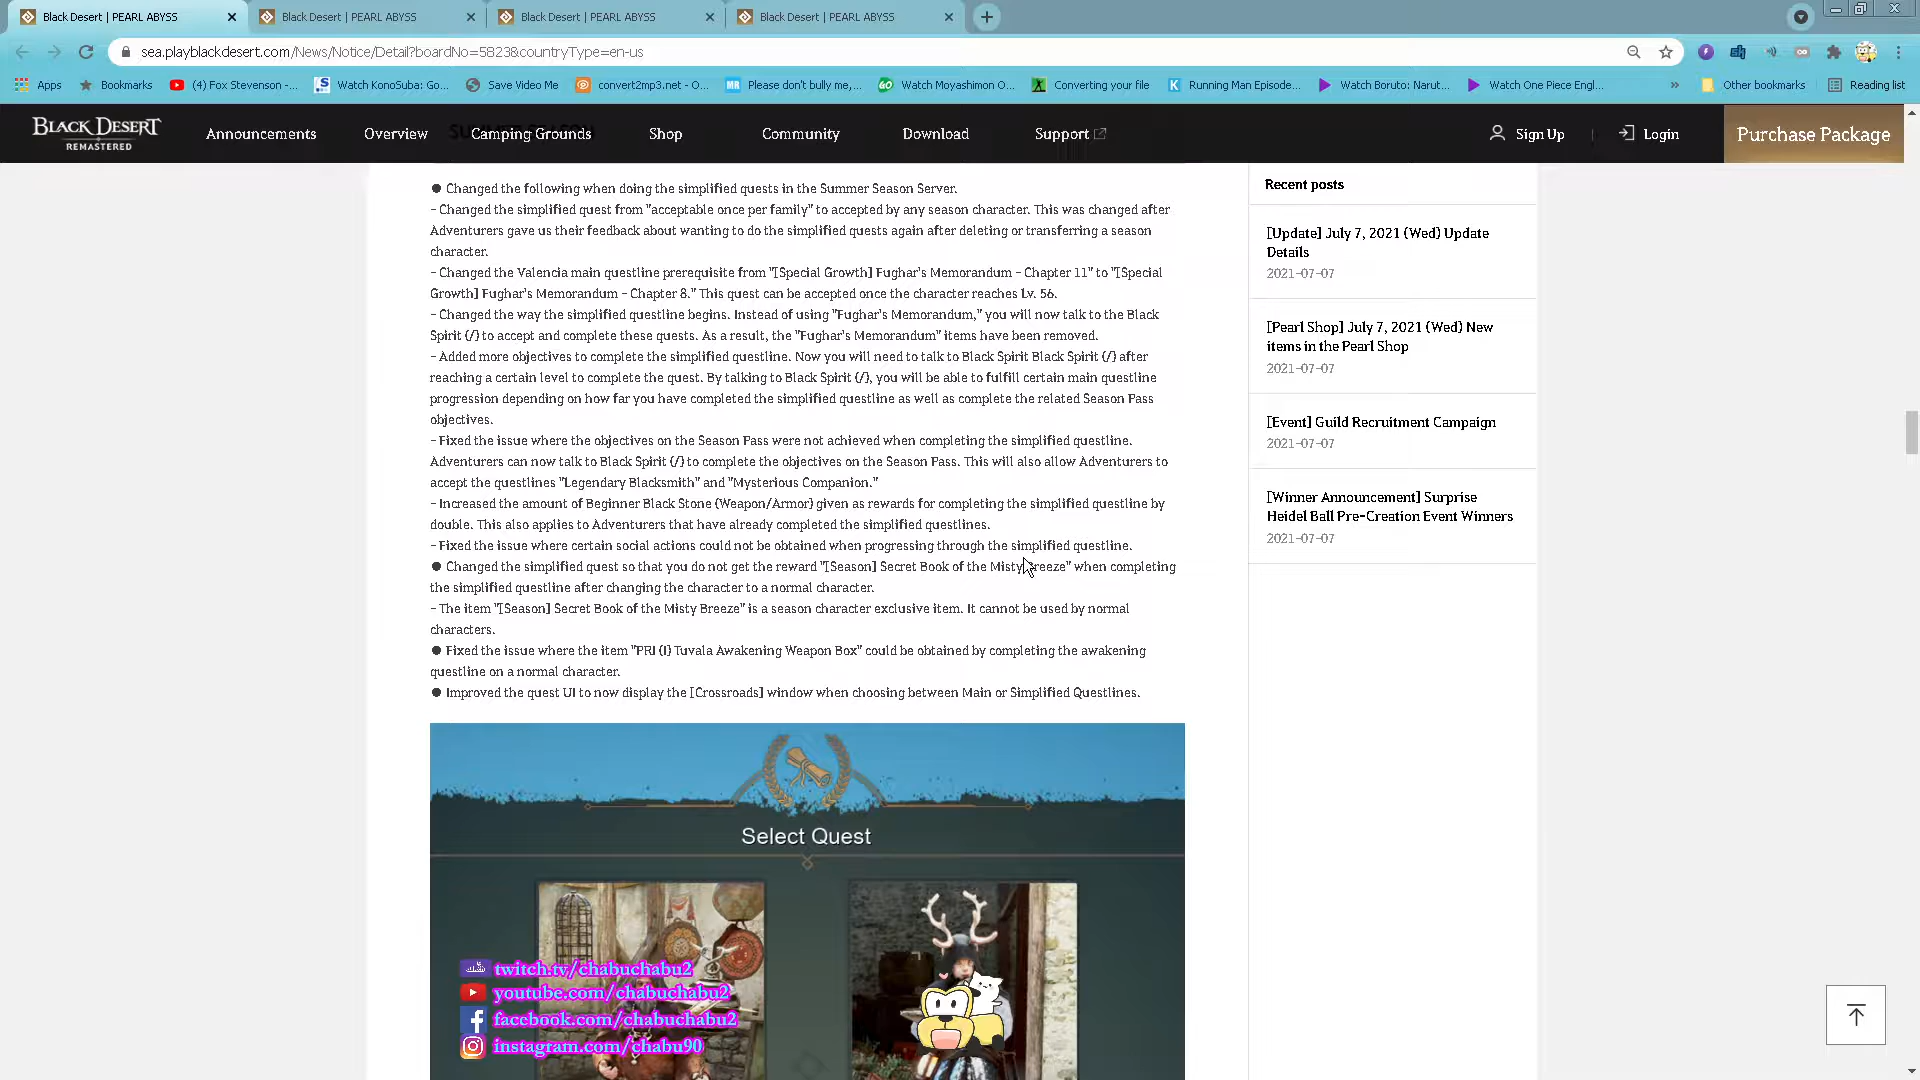 Black Desert | PEARL ABYSS
Black Desert | PEARL ABYSS
Black Desert | PEARL ABYSS
Black Desert | PEARL ABYSS
sea.playblackdesert.com/News/Notice/Detail?boardNo=5823&countryType=en-us
Apps
Bookmarks
(4) Fox Stevenson -...
Watch KonoSuba: Go...
Save Video Me
convert2mp3.net - O...
Please don't bully me,...
Watch Moyashimon O...
Converting your file
Running Man Episode...
Watch Boruto: Narut...
Watch One Piece Engl...
»
Other bookmarks
Reading list
BLACK DESERT
REMASTERED
Announcements
Overview
Camping Grounds
Shop
Community
Download
Support
Sign Up
Login
Purchase Package
● Changed the following when doing the simplified quests in the Summer Season Server.
- Changed the simplified quest from "acceptable once per family" to accepted by any season character. This was changed after
Adventurers gave us their feedback about wanting to do the simplified quests again after deleting or transferring a season
character.
- Changed the Valencia main questline prerequisite from "[Special Growth] Fughar's Memorandum - Chapter 11" to "[Special
Growth] Fughar's Memorandum - Chapter 8." This quest can be accepted once the character reaches Lv. 56.
- Changed the way the simplified questline begins. Instead of using "Fughar's Memorandum," you will now talk to the Black
Spirit (/) to accept and complete these quests. As a result, the "Fughar's Memorandum" items have been removed.
- Added more objectives to complete the simplified questline. Now you will need to talk to Black Spirit Black Spirit (/) after
reaching a certain level to complete the quest. By talking to Black Spirit (/), you will be able to fulfill certain main questline
progression depending on how far you have completed the simplified questline as well as complete the related Season Pass
objectives.
- Fixed the issue where the objectives on the Season Pass were not achieved when completing the simplified questline.
Adventurers can now talk to Black Spirit (/) to complete the objectives on the Season Pass. This will also allow Adventurers to
accept the questlines "Legendary Blacksmith" and "Mysterious Companion."
- Increased the amount of Beginner Black Stone (Weapon/Armor) given as rewards for completing the simplified questline by
double. This also applies to Adventurers that have already completed the simplified questlines.
- Fixed the issue where certain social actions could not be obtained when progressing through the simplified questline.
● Changed the simplified quest so that you do not get the reward "[Season] Secret Book of the Misty Breeze" when completing
the simplified questline after changing the character to a normal character.
- The item "[Season] Secret Book of the Misty Breeze" is a season character exclusive item. It cannot be used by normal
characters.
● Fixed the issue where the item "PRI (I) Tuvala Awakening Weapon Box" could be obtained by completing the awakening
questline on a normal character.
● Improved the quest UI to now display the [Crossroads] window when choosing between Main or Simplified Questlines.
Select Quest
twitch.tv/chabuchabu2
youtube.com/chabuchabu2
facebook.com/chabuchabu2
instagram.com/chabu90
Recent posts
[Update] July 7, 2021 (Wed) Update
Details
2021-07-07
[Pearl Shop] July 7, 2021 (Wed) New
items in the Pearl Shop
2021-07-07
[Event] Guild Recruitment Campaign
2021-07-07
[Winner Announcement] Surprise
Heidel Ball Pre-Creation Event Winners
2021-07-07